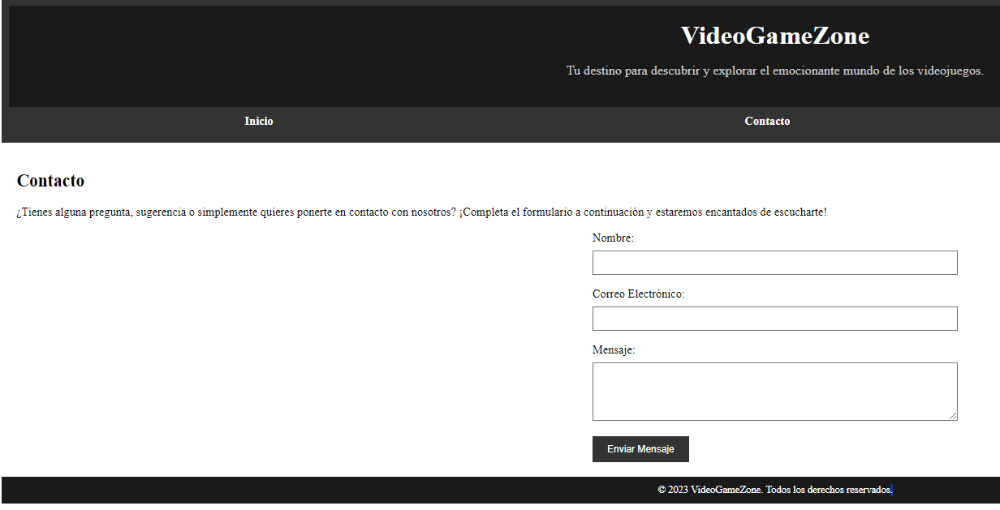 VideoGameZone
Tu destino para descubrir y explorar el emocionante mundo de los videojuegos.
Inicio
Contacto
Contacto
¿Tienes alguna pregunta, sugerencia o simplemente quieres ponerte en contacto con nosotros? ¡Completa el formulario a continuación y estaremos encantados de escucharte!
Nombre:
Correo Electrónico:
Mensaje:
Enviar Mensaje
© 2023 VideoGameZone. Todos los derechos reservados.